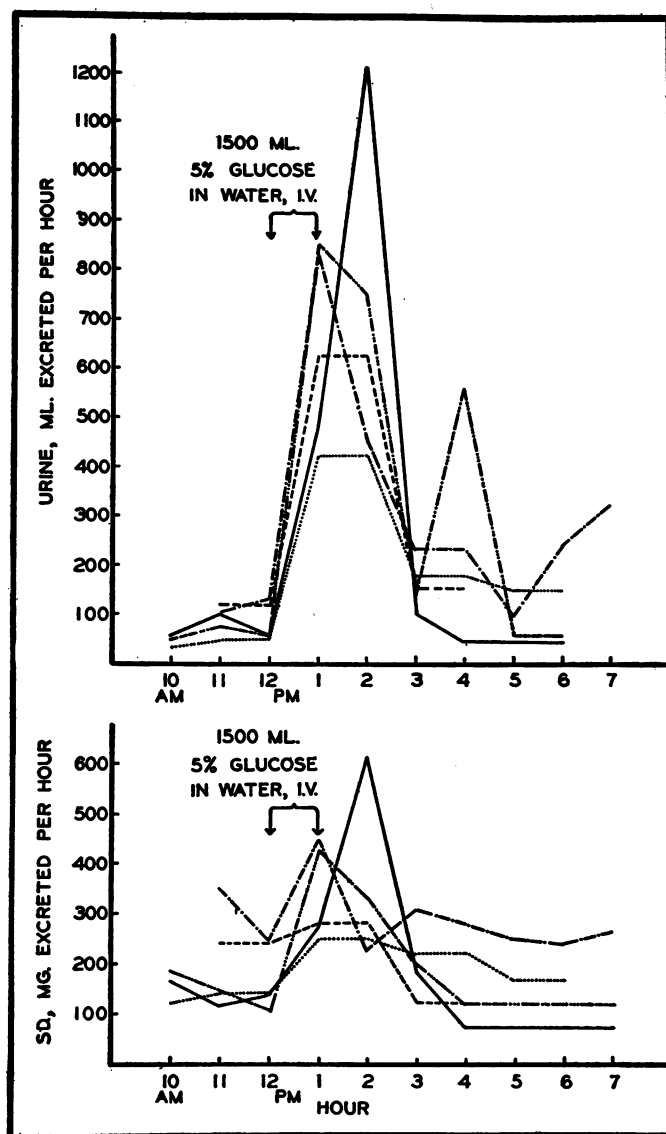 URINE, ML. EXCRETED PER HOUR
1200
1100
1000
900
800
700
600
500
400
300
200
100
1500 ML.
5% GLUCOSE
IN WATER, I.V.
10 11 12 1 2 3 4 5 6 7
AM PM
SD, MG. EXCRETED PER HOUR
600
500
400
300
200
100
1500 ML.
5% GLUCOSE
IN WATER, I.V.
10 11 12 1 2 3 4 5 6 7
AM PM HOUR